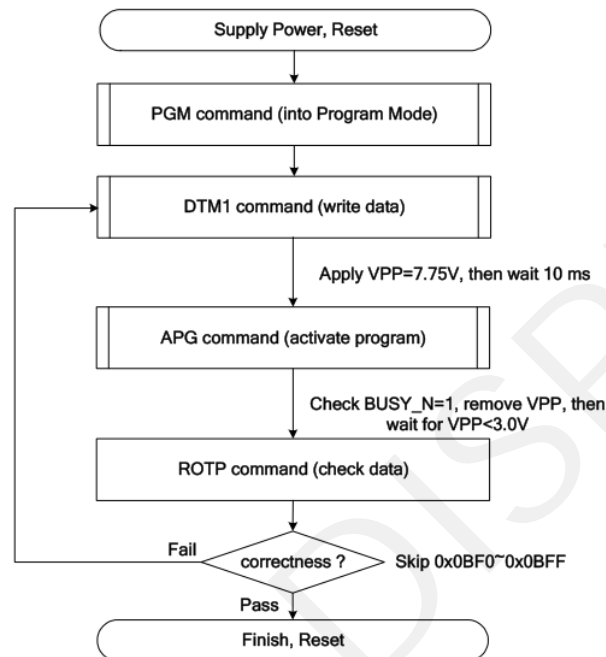 Supply Power, Reset
PGM command (into Program Mode)
DTM1 command (write data)
Apply VPP=7.75V, then wait 10 ms
APG command (activate program)
Check BUSY_N=1, remove VPP, then
wait for VPP<3.0V
ROTP command (check data)
Fail
correctness ?
Skip 0x0BF0~0x0BFF
Pass
Finish, Reset